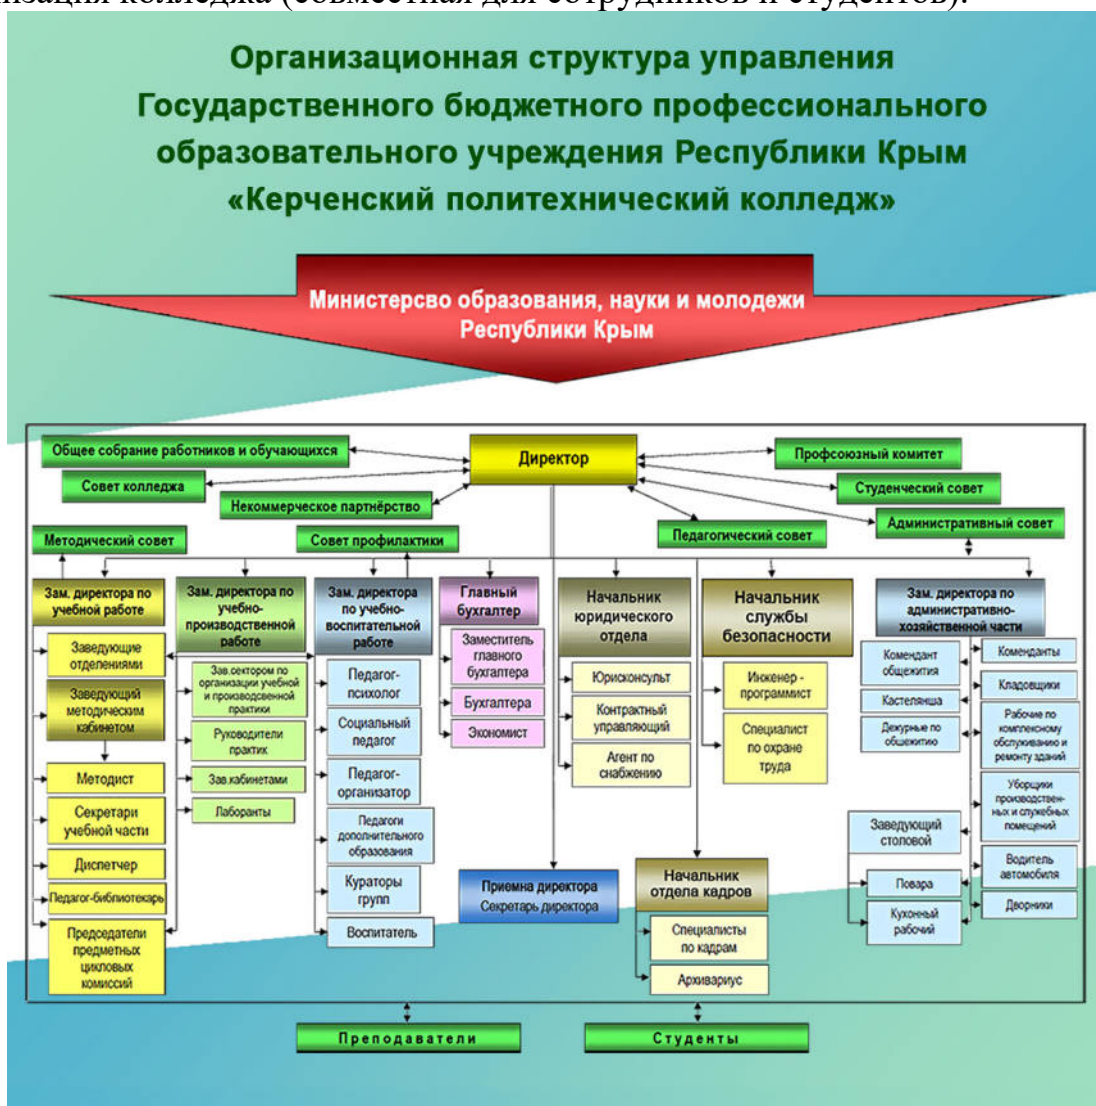 изация колледжа (совместная для сотрудников и студентов).
Организационная структура управления
Государственного бюджетного профессионального
образовательного учреждения Республики Крым
«Керченский политехнический колледж»
Министерсво образования, науки и молодежи
Республики Крым
Общее собрание работников и обучающихся
Директор
Профсоюзный комитет
Совет колледжа
Студенческий совет
Некоммерческое партнёрство
Административный совет
Методический совет
Совет профилактики
Педагогический совет
Зам. директора по
учебной работе
Заведующие
отделениями
Заведующий
методическим
кабинетом
Методист
Секретари
учебной части
Диспетчер
Педагог-библиотекарь
Председатели
предметных
цикловых
комиссий
Зам. директора по
учебно-
производственной
работе
Зав.сектором по
организации учебной
и производсвенной
практики
Руководители
практик
Зав.кабинетами
Лаборанты
Зам. директора
по учебно-
воспитательной
работе
Педагог-
психолог
Социальный
педагог
Педагог-
организатор
Педагоги
дополнительного
образования
Кураторы
групп
Воспитатель
Главный
бухгалтер
Заместитель
главного
бухгалтера
Бухгалтера
Экономист
Начальник
юридического
отдела
Юрисконсульт
Контрактный
управляющий
Агент по
снабжению
Начальник
службы
безопасности
Инженер -
программист
Специалист
по охране
труда
Зам. директора по
административно-
хозяйственной части
Комендант
общежития
Кастелянша
Дежурные по
общежитию
Заведующий
столовой
Повара
Кухонный
рабочий
Коменданты
Кладовщики
Рабочие по
комплексному
обслуживанию и
ремонту зданий
Уборщики
производствен-
ных и служебных
помещений
Водитель
автомобиля
Дворники
Приемна директора
Секретарь директора
Начальник
отдела кадров
Специалисты
по кадрам
Архивариус
Преподаватели
Студенты